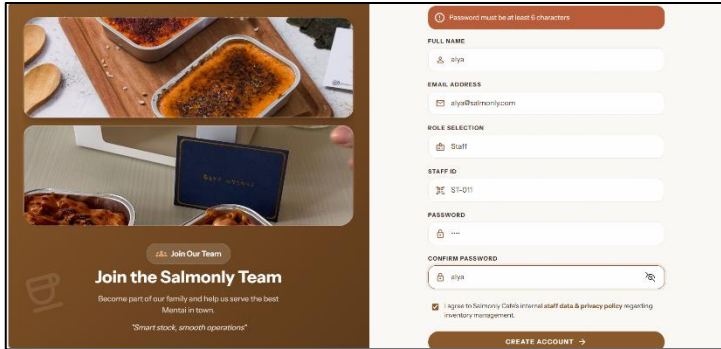 Join Our Team
Join the Salmonly Team
Become part of our family and help us serve the best
Mentai in town.
"Smart stock, smooth operations"
Password must be at least 6 characters
FULL NAME
alya
EMAIL ADDRESS
alya@salmonly.com
ROLE SELECTION
Staff
STAFF ID
ST-011
PASSWORD
····
CONFIRM PASSWORD
alya
I agree to Salmonly Cafe's internal staff data & privacy policy regarding
inventory management.
CREATE ACCOUNT →